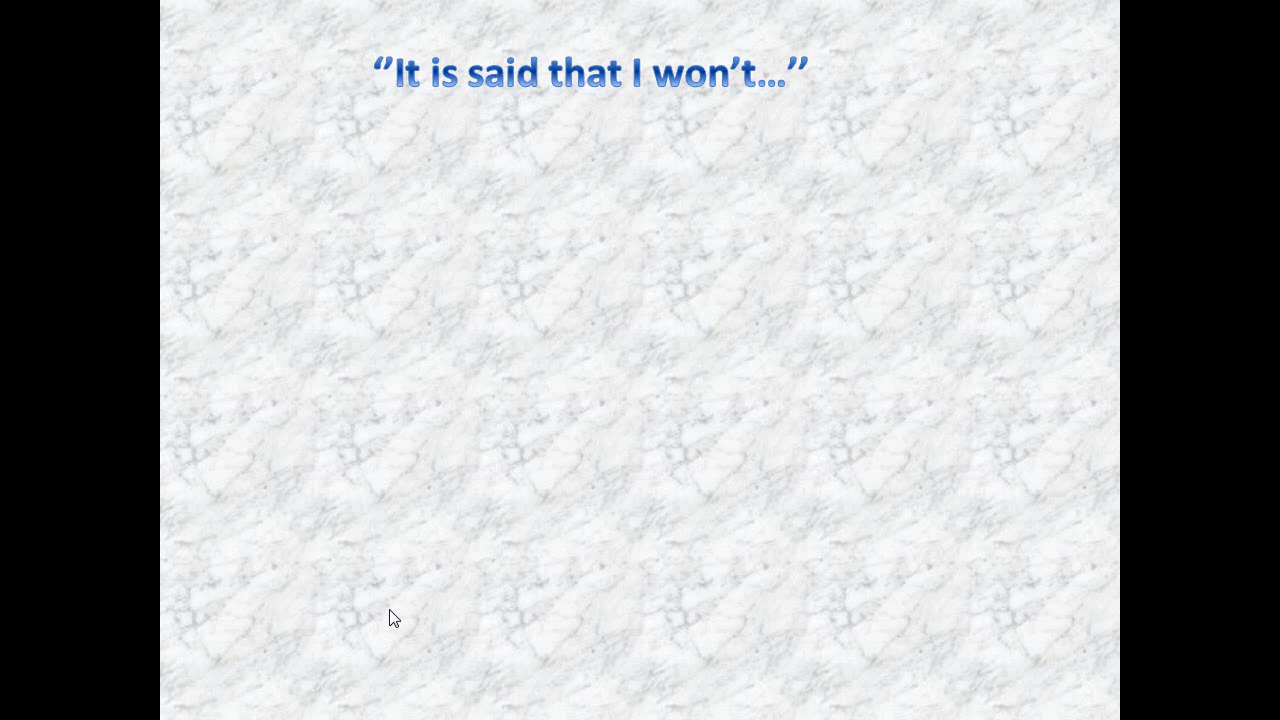 ‘’It is said that I won’t…’’